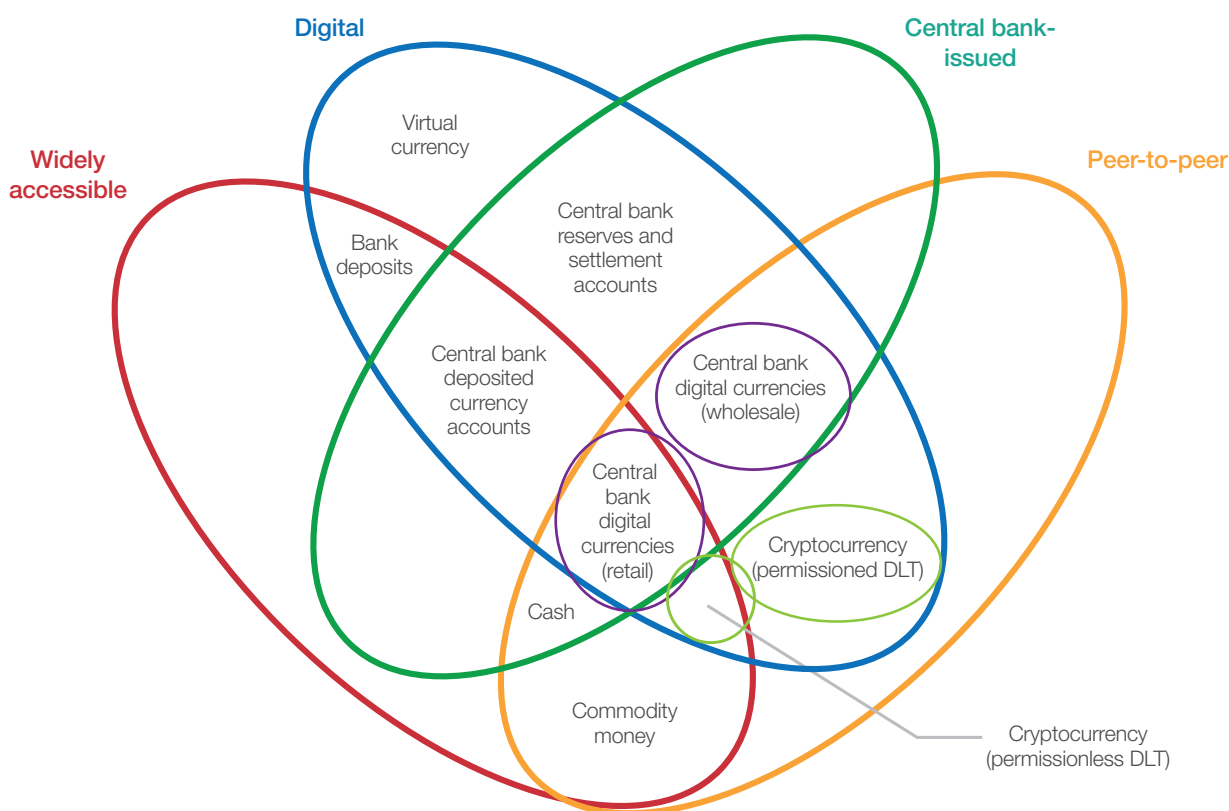 Digital
Central bank-
issued
Widely
accessible
Peer-to-peer
Virtual
currency
Bank
deposits
Central bank
reserves and
settlement
accounts
Central bank
deposited
currency
accounts
Central bank
digital currencies
(wholesale)
Central
bank
digital
currencies
(retail)
Cryptocurrency
(permissioned DLT)
Cash
Commodity
money
Cryptocurrency
(permissionless DLT)